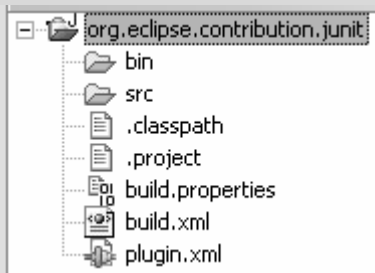 org.eclipse.contribution.junit
bin
src
.classpath
.project
build.properties
build.xml
plugin.xml